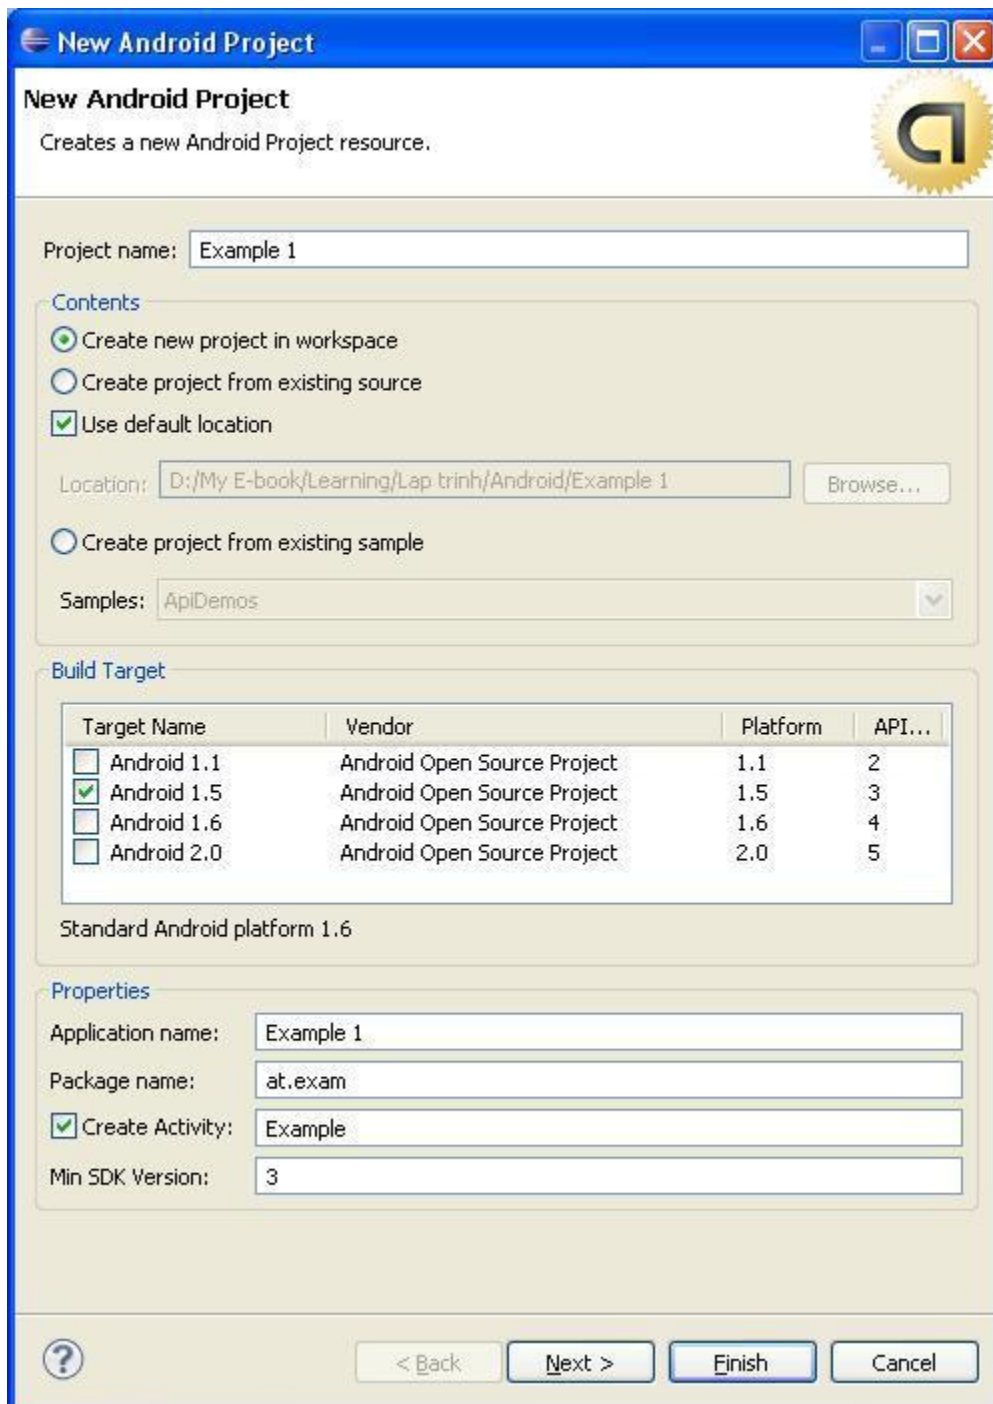 New Android Project
New Android Project
Creates a new Android Project resource.
Project name: Example 1
Contents
Create new project in workspace
Create project from existing source
Use default location
Location: D:/My E-book/Learning/Lap trinh/Android/Example 1 Browse...
Create project from existing sample
Samples: ApiDemos
Build Target
Target Name Vendor Platform API...
Android 1.1 Android Open Source Project 1.1 2
Android 1.5 Android Open Source Project 1.5 3
Android 1.6 Android Open Source Project 1.6 4
Android 2.0 Android Open Source Project 2.0 5
Standard Android platform 1.6
Properties
Application name: Example 1
Package name: at.exam
Create Activity: Example
Min SDK Version: 3
? < Back Next > Finish Cancel